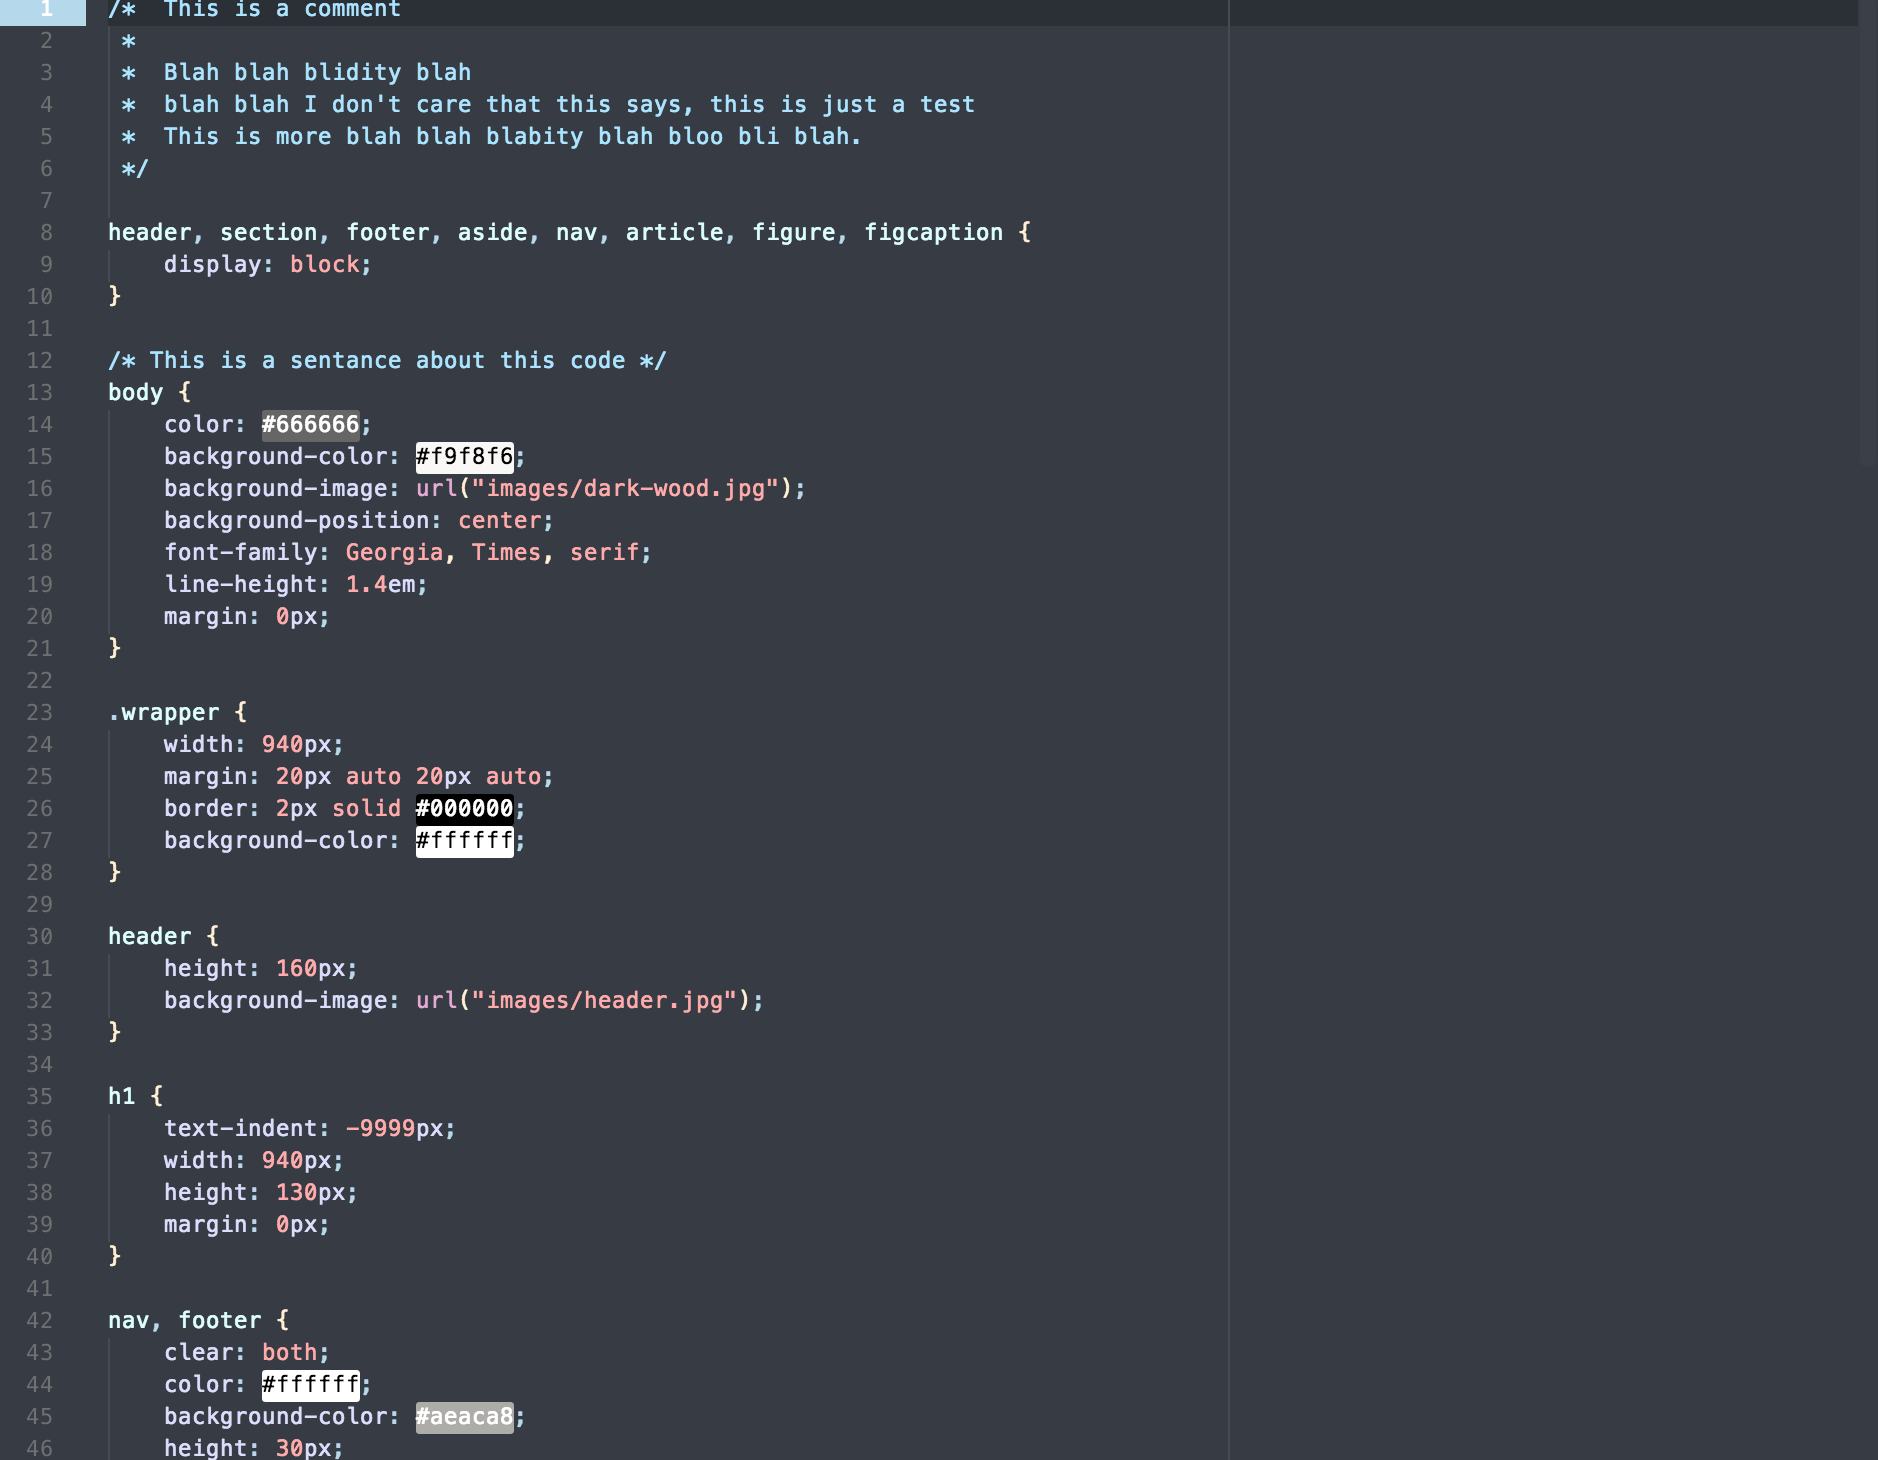 1 /*  This is a comment
2  *
3  *  Blah blah blidity blah
4  *  blah blah I don't care that this says, this is just a test
5  *  This is more blah blah blabity blah bloo bli blah.
6  */
7
8 header, section, footer, aside, nav, article, figure, figcaption {
9     display: block;
10 }
11
12 /* This is a sentance about this code */
13 body {
14     color: #666666;
15     background-color: #f9f8f6;
16     background-image: url("images/dark-wood.jpg");
17     background-position: center;
18     font-family: Georgia, Times, serif;
19     line-height: 1.4em;
20     margin: 0px;
21 }
22
23 .wrapper {
24     width: 940px;
25     margin: 20px auto 20px auto;
26     border: 2px solid #000000;
27     background-color: #ffffff;
28 }
29
30 header {
31     height: 160px;
32     background-image: url("images/header.jpg");
33 }
34
35 h1 {
36     text-indent: -9999px;
37     width: 940px;
38     height: 130px;
39     margin: 0px;
40 }
41
42 nav, footer {
43     clear: both;
44     color: #ffffff;
45     background-color: #aeaca8;
46     height: 30px;